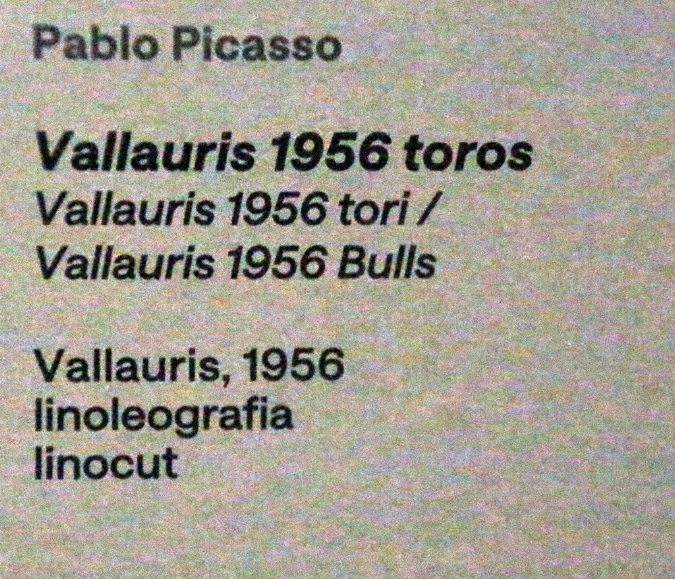 Pablo Picasso
Vallauris 1956 toros
Vallauris 1956 tori /
Vallauris 1956 Bulls
Vallauris, 1956
linoleografia
linocut